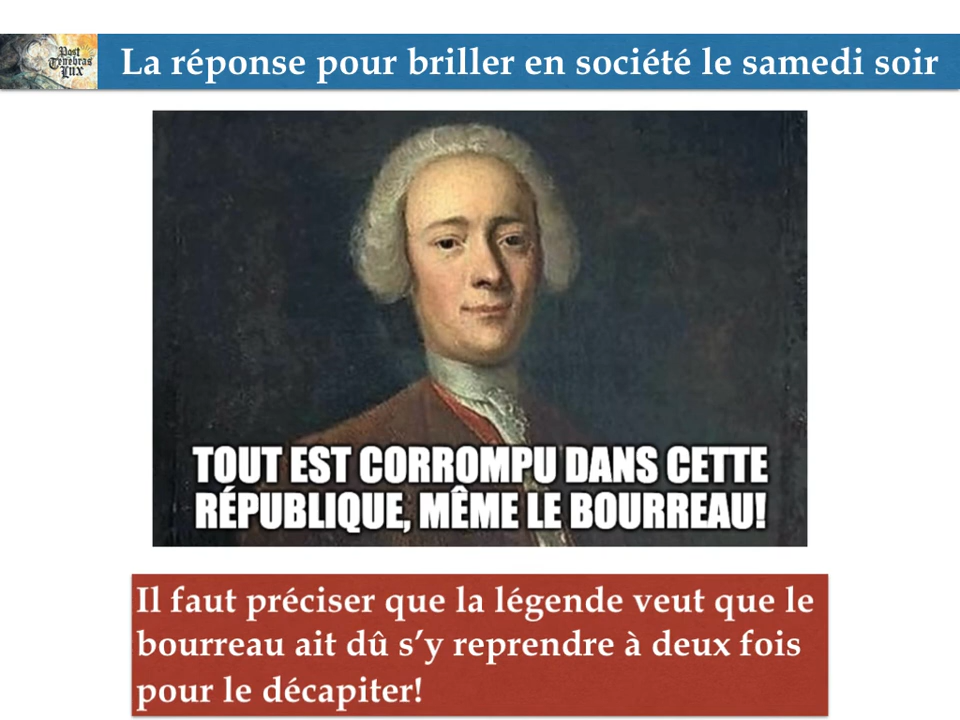 Post
Tenebras
Lux
La réponse pour briller en société le samedi soir
TOUT EST CORROMPU DANS CETTE
RÉPUBLIQUE, MÊME LE BOURREAU!
Il faut préciser que la légende veut que le
bourreau ait dû s’y reprendre à deux fois
pour le décapiter!